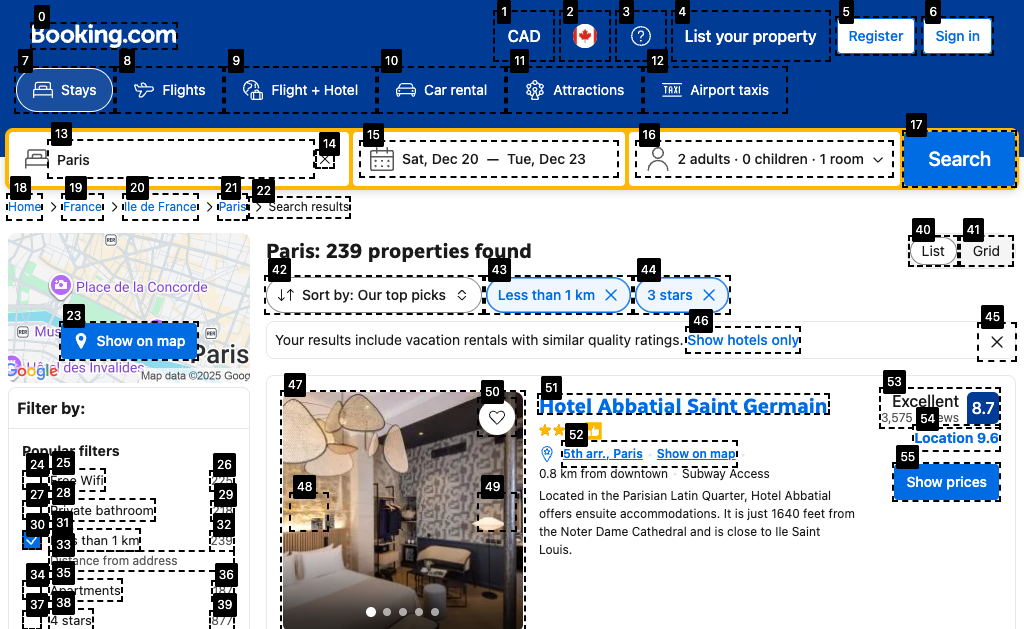 Booking.com
CAD
List your property
Register
Sign in
Stays
Flights
Flight + Hotel
Car rental
Attractions
TAXI Airport taxis
Paris
Sat, Dec 20 — Tue, Dec 23
2 adults · 0 children · 1 room
Search
Home > France > Ile de France > Paris > Search results
Paris: 239 properties found
List
Grid
Sort by: Our top picks
Less than 1 km
3 stars
Your results include vacation rentals with similar quality ratings. Show hotels only
RER
Place de la Concorde
RER
RER
Show on map
Paris
Hôtel des Invalides
Google
Map data ©2025
Filter by:
Popular filters
Free Wifi
Private bathroom
than 1 km
239
Distance from address
Apartments
4 stars
877
Hotel Abbatial Saint Germain
5th arr., Paris
Show on map
0.8 km from downtown · Subway Access
Located in the Parisian Latin Quarter, Hotel Abbatial
offers ensuite accommodations. It is just 1640 feet from
the Noter Dame Cathedral and is close to Ile Saint
Louis.
Excellent
3,575
8.7
Location 9.6
Show prices
0
1
2
3
4
5
6
7
8
9
10
11
12
13
14
15
16
17
18
19
20
21
22
23
24
25
26
27
28
29
30
31
32
33
34
35
36
37
38
39
40
41
42
43
44
45
46
47
48
49
50
51
52
53
54
55